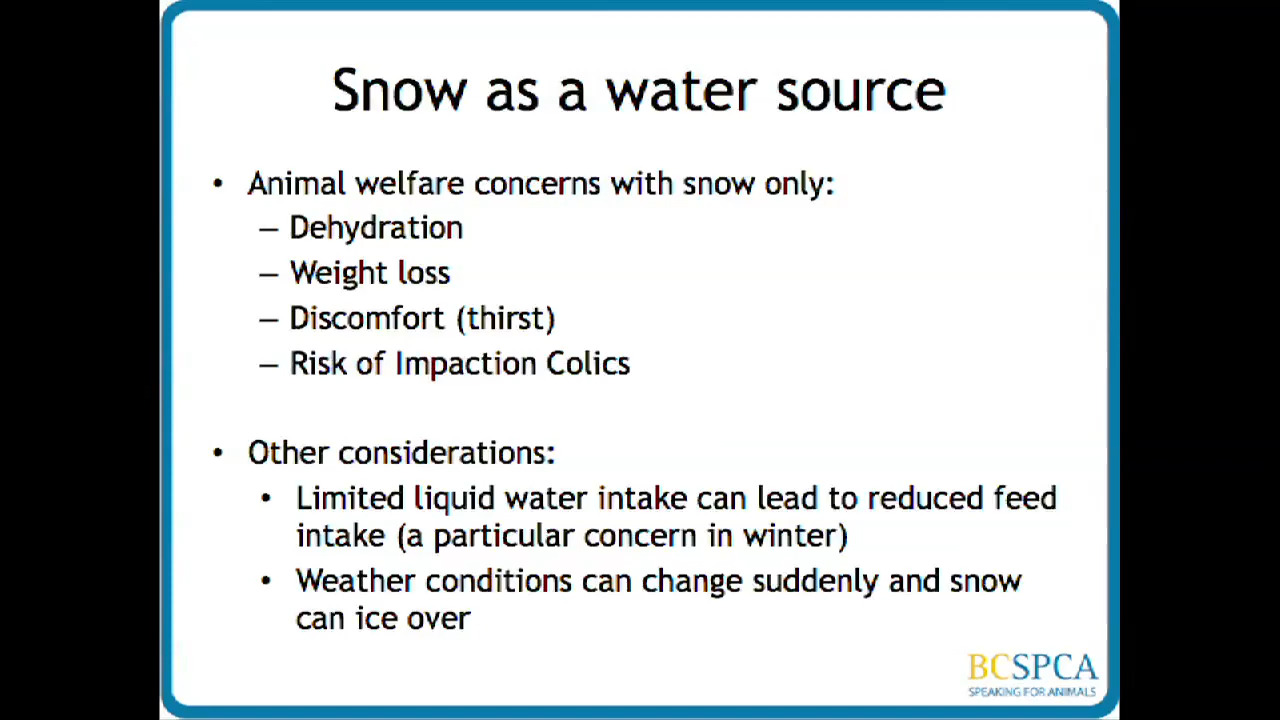 Snow as a water source
• Animal welfare concerns with snow only:
– Dehydration
– Weight loss
– Discomfort (thirst)
– Risk of Impaction Colics
• Other considerations:
• Limited liquid water intake can lead to reduced feed
intake (a particular concern in winter)
• Weather conditions can change suddenly and snow
can ice over
BCSPCA
SPEAKING FOR ANIMALS